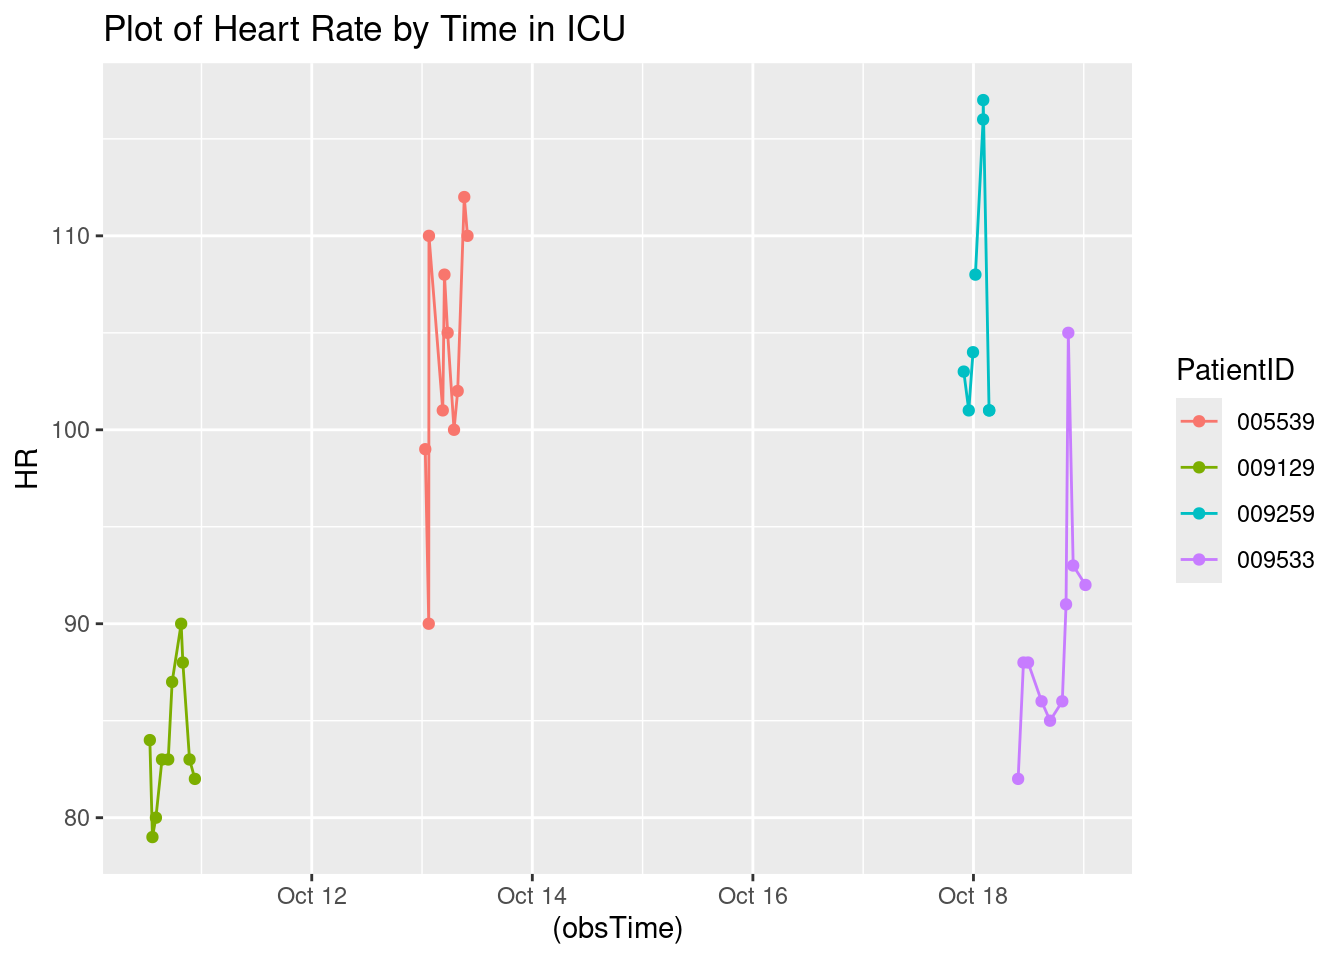 Plot of Heart Rate by Time in ICU
HR
110
100
90
80
Oct 12
Oct 14
Oct 16
Oct 18
(obsTime)
PatientID
005539
009129
009259
009533